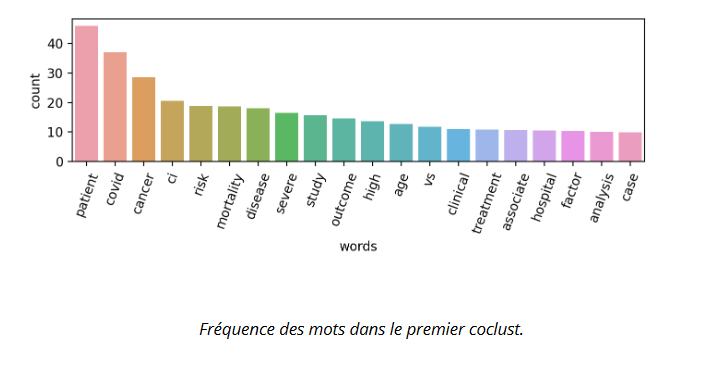 40
30
20
10
0
count
patient
covid
cancer
ci
risk
mortality
disease
severe
study
outcome
high
age
vs
clinical
treatment
associate
hospital
factor
analysis
case
words
Fréquence des mots dans le premier coclust.